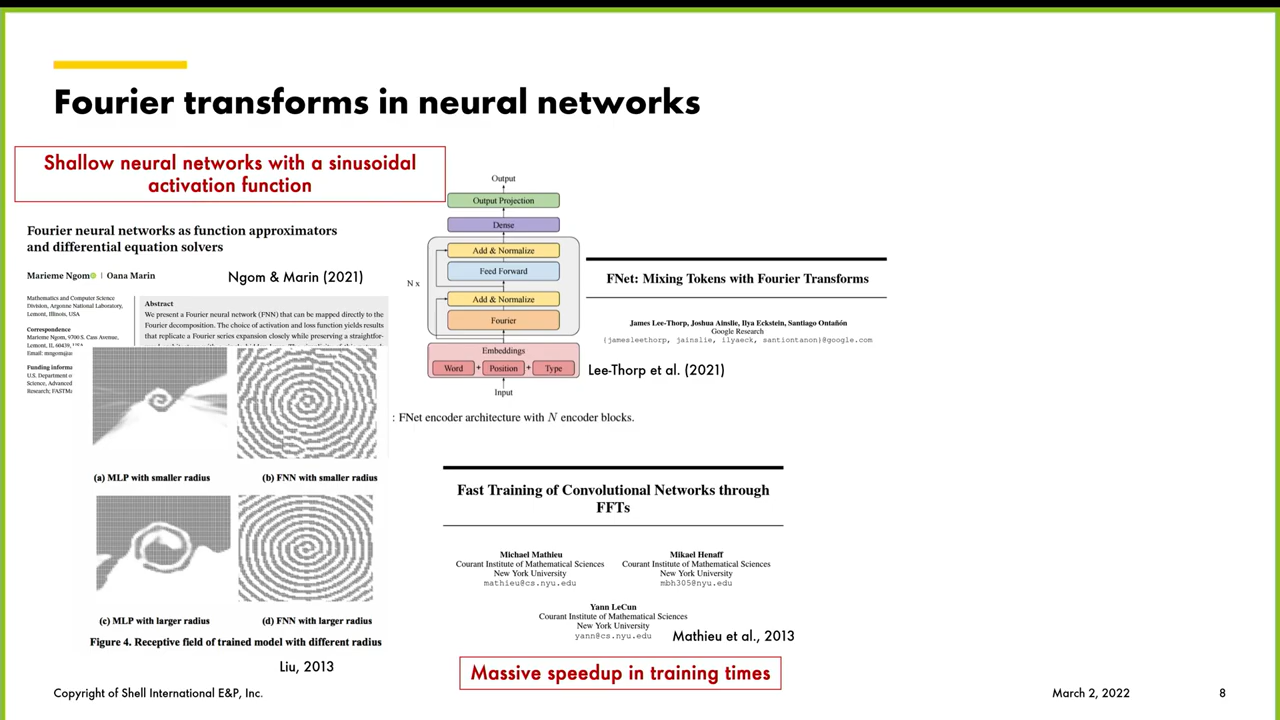 Fourier transforms in neural networks
Shallow neural networks with a sinusoidal
activation function
Fourier neural networks as function approximators
and differential equation solvers
Marieme Ngom | Oana Marin
Ngom & Marin (2021)
Mathematics and Computer Science
Division, Argonne National Laboratory,
Lemont, Illinois, USA
Correspondence
Marieme Ngom, 9700 S. Cass Avenue,
Lemont, IL 60439,
Email: mngom@an
Funding informa
U.S. Department o
Science, Advanced
Research; FASTMa
Abstract
We present a Fourier neural network (FNN) that can be mapped directly to the
Fourier decomposition. The choice of activation and loss function yields results
that replicate a Fourier series expansion closely while preserving a straightfor-
(a) MLP with smaller radius
(b) FNN with smaller radius
(c) MLP with larger radius
(d) FNN with larger radius
Figure 4. Receptive field of trained model with different radius
Liu, 2013
Output
Output Projection
Dense
Add & Normalize
Feed Forward
N x
Add & Normalize
Fourier
Embeddings
Word + Position + Type
Input
: FNet encoder architecture with N encoder blocks.
FNet: Mixing Tokens with Fourier Transforms
James Lee-Thorp, Joshua Ainslie, Ilya Eckstein, Santiago Ontañón
Google Research
{jamesleethorp, jainslie, ilyaeck, santiontanon}@google.com
Lee-Thorp et al. (2021)
Fast Training of Convolutional Networks through
FFTs
Michael Mathieu
Courant Institute of Mathematical Sciences
New York University
mathieu@cs.nyu.edu
Mikael Henaff
Courant Institute of Mathematical Sciences
New York University
mbh305@nyu.edu
Yann LeCun
Courant Institute of Mathematical Sciences
New York University
yann@cs.nyu.edu
Mathieu et al., 2013
Massive speedup in training times
Copyright of Shell International E&P, Inc.
March 2, 2022
8